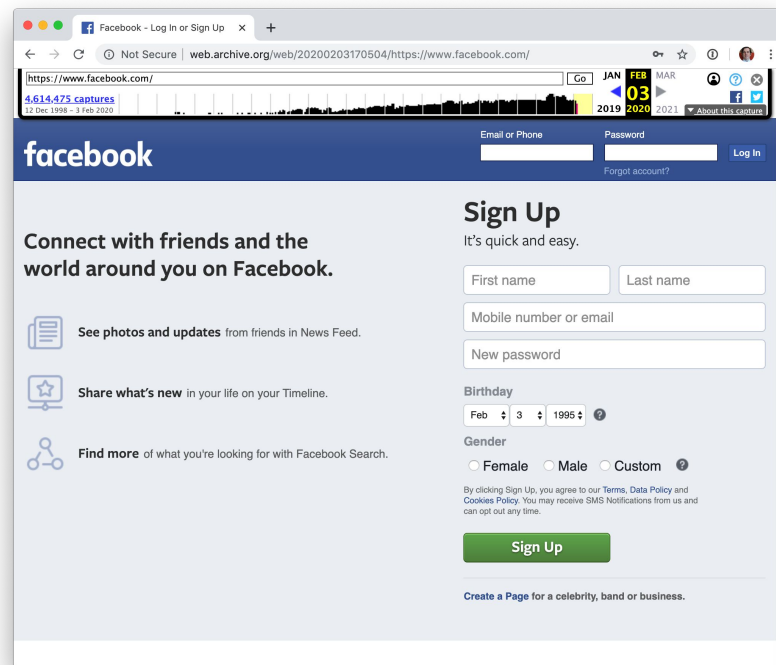 Facebook - Log In or Sign Up
Not Secure | web.archive.org/web/20200203170504/https://www.facebook.com/
https://www.facebook.com/ Go JAN FEB MAR
4,614,475 captures 03
12 Dec 1998 - 3 Feb 2020 2019 2020 2021 ▼ About this capture
facebook
Email or Phone Password
Log In
Forgot account?
Connect with friends and the
world around you on Facebook.
See photos and updates from friends in News Feed.
Share what's new in your life on your Timeline.
Find more of what you're looking for with Facebook Search.
Sign Up
It's quick and easy.
First name Last name
Mobile number or email
New password
Birthday
Feb 3 1995 ?
Gender
Female Male Custom ?
By clicking Sign Up, you agree to our Terms, Data Policy and
Cookies Policy. You may receive SMS Notifications from us and
can opt out any time.
Sign Up
Create a Page for a celebrity, band or business.